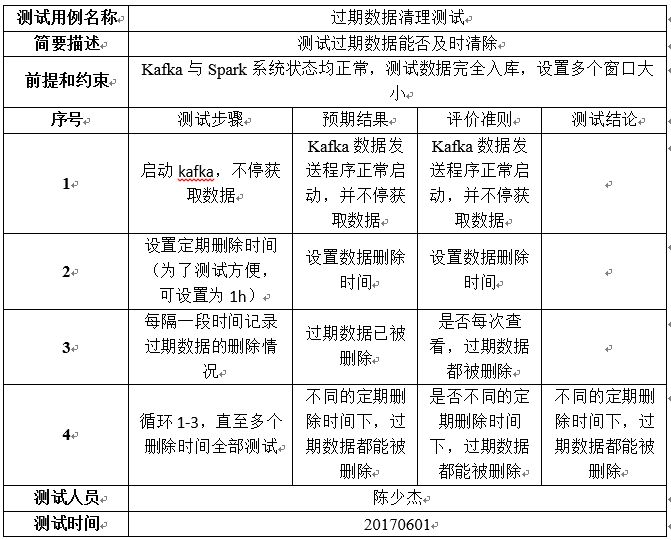 测试用例名称 过期数据清理测试
简要描述 测试过期数据能否及时清除
前提和约束 Kafka 与 Spark 系统状态均正常，测试数据完全入库，设置多个窗口大
小
序号 测试步骤 预期结果 评价准则 测试结论
1
启动 kafka，不停获
取数据
Kafka 数据发
送程序正常启
动，并不停获
取数据
Kafka 数据发
送程序正常启
动，并不停获
取数据
2
设置定期删除时间
（为了测试方便，
可设置为 1h）
设置数据删除
时间
设置数据删除
时间
3
每隔一段时间记录
过期数据的删除情
况
过期数据已被
删除
是否每次查
看，过期数据
都被删除
4
循环 1-3，直至多个
删除时间全部测试
不同的定期删
除时间下，过
期数据都能被
删除
是否不同的定
期删除时间
下，过期数据
都能被删除
不同的定期删
除时间下，过
期数据都能被
删除
测试人员 陈少杰
测试时间 20170601